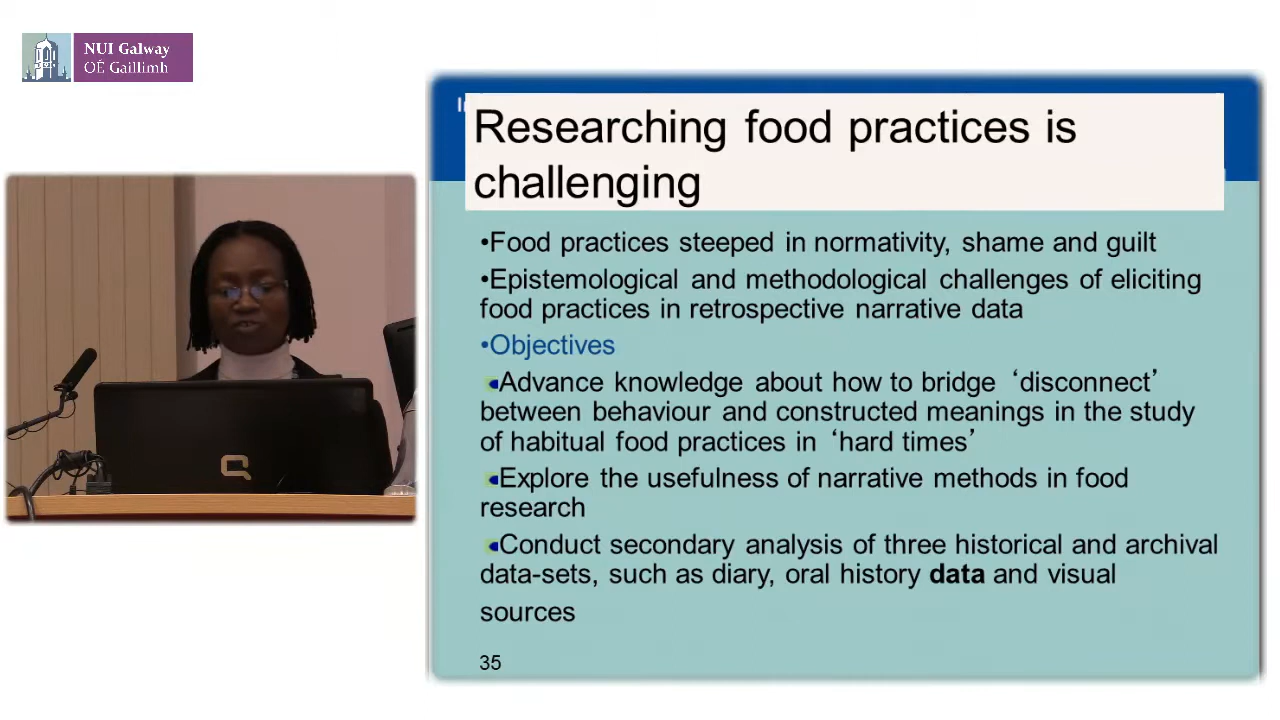 NUI Galway
OÉ Gaillimh
Researching food practices is
challenging
•Food practices steeped in normativity, shame and guilt
•Epistemological and methodological challenges of eliciting
food practices in retrospective narrative data
•Objectives
Advance knowledge about how to bridge ‘disconnect’
between behaviour and constructed meanings in the study
of habitual food practices in ‘hard times’
Explore the usefulness of narrative methods in food
research
Conduct secondary analysis of three historical and archival
data-sets, such as diary, oral history data and visual
sources
35